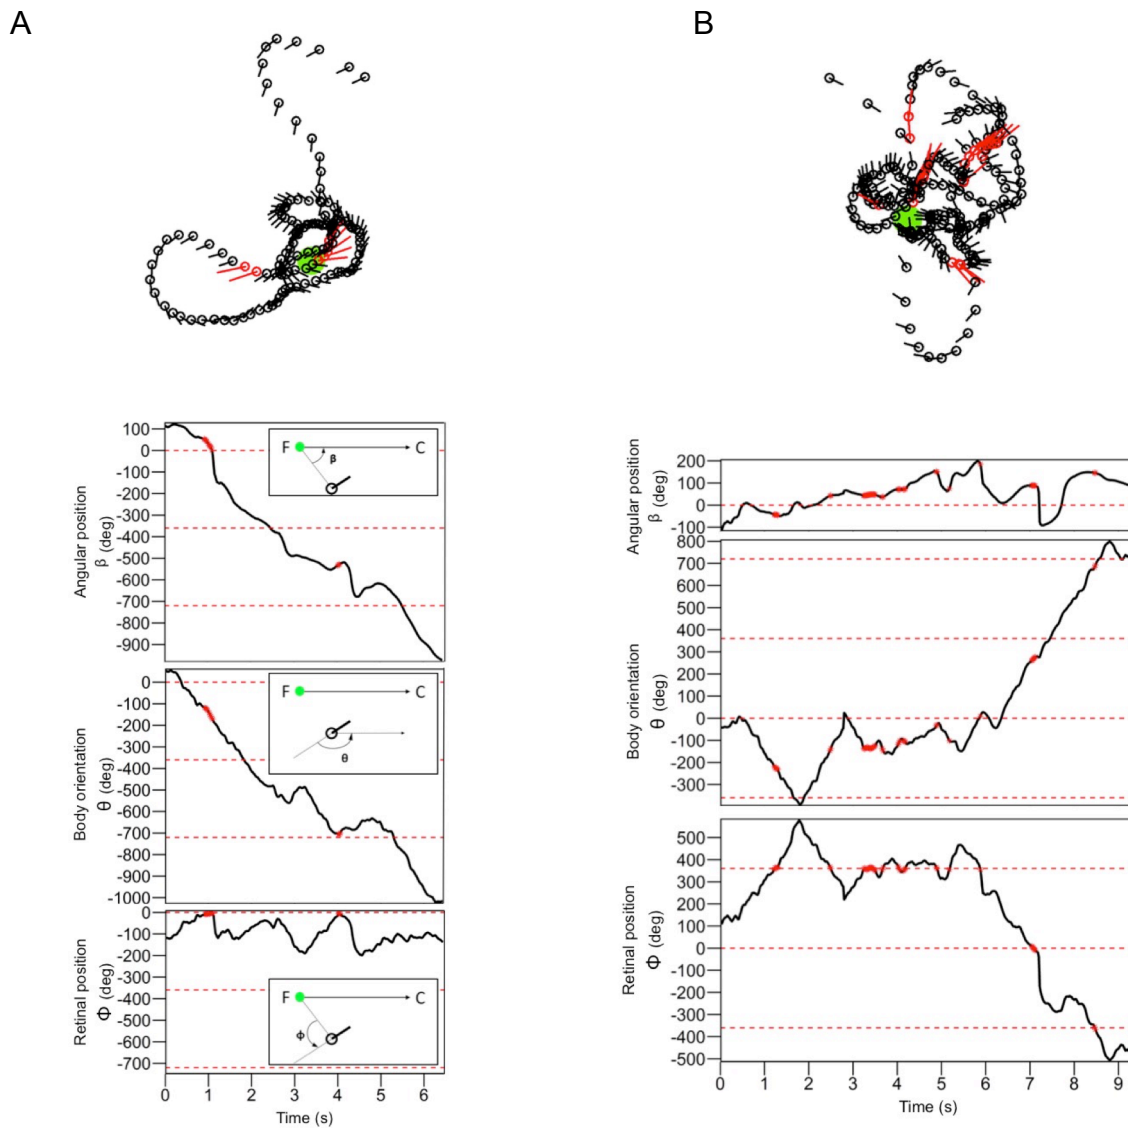 A
B
Angular position
β (deg)
100
0
-100
-200
-300
-400
-500
-600
-700
-800
-900
F
C
β
Body orientation
θ (deg)
0
-100
-200
-300
-400
-500
-600
-700
-800
-900
-1000
F
C
θ
Retinal position
Φ (deg)
0
-100
-200
-300
-400
-500
-600
-700
F
C
ϕ
0 1 2 3 4 5 6
Time (s)
Angular position
β (deg)
200
100
0
-100
Body orientation
θ (deg)
800
700
600
500
400
300
200
100
0
-100
-200
-300
Retinal position
Φ (deg)
500
400
300
200
100
0
-100
-200
-300
-400
-500
0 1 2 3 4 5 6 7 8 9
Time (s)